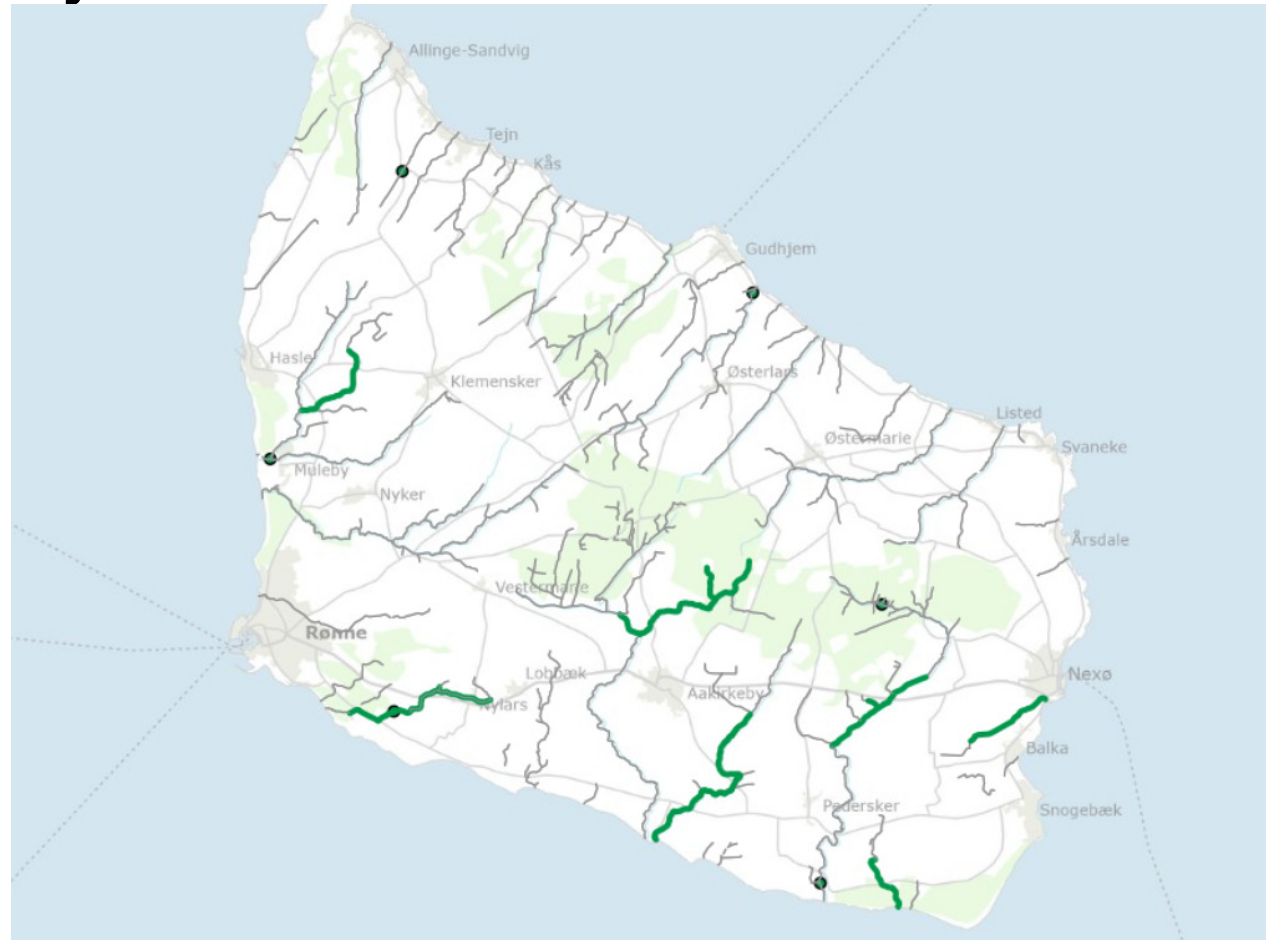 Allinge-Sandvig
Tejn
Kås
Gudhjem
Hasle
Klemensker
Østerlars
Listed
Østermarie
Svaneke
Muleby
Nyker
Årsdale
Vestermarie
Rønne
Lobbæk
Nexø
Aakirkeby
Nylars
Balka
Pedersker
Snogebæk